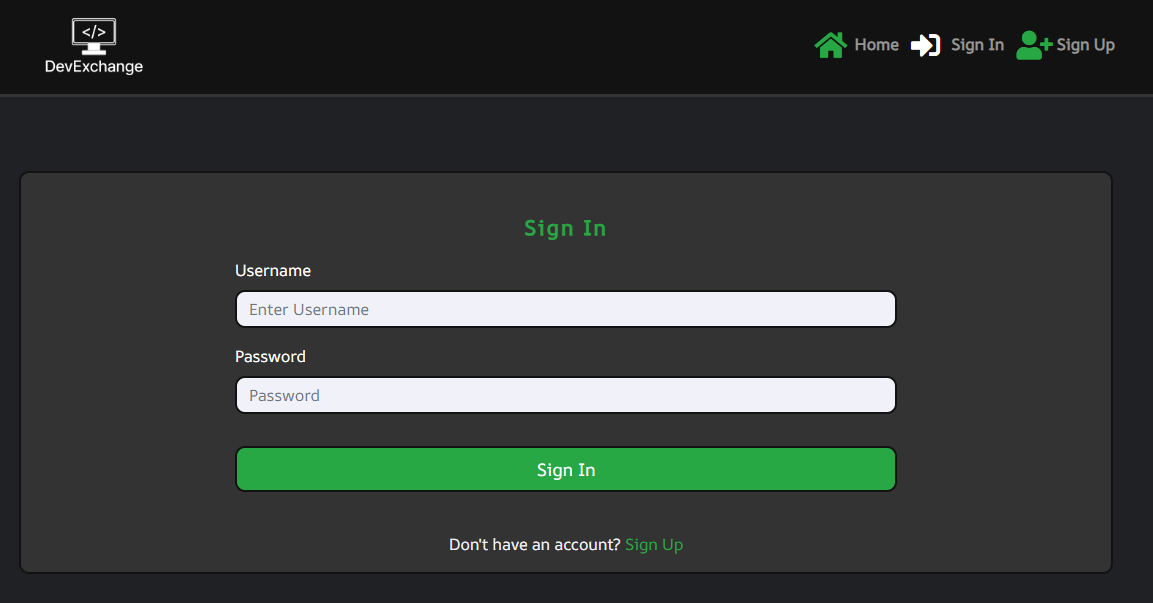 </>
DevExchange
Home Sign In Sign Up
Sign In
Username
Enter Username
Password
Password
Sign In
Don't have an account? Sign Up